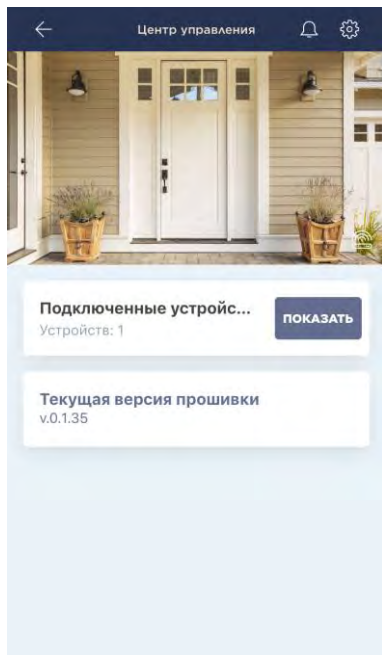 Центр управления
Подключенные устройс...
Устройств: 1
ПОКАЗАТЬ
Текущая версия прошивки
v.0.1.35